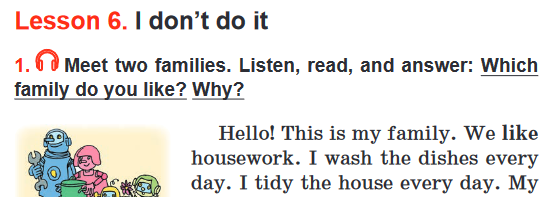 Lesson 6. I don't do it
1. Meet two families. Listen, read, and answer: Which
family do you like? Why?
Hello! This is my family. We like
housework. I wash the dishes every
day. I tidy the house every day. My